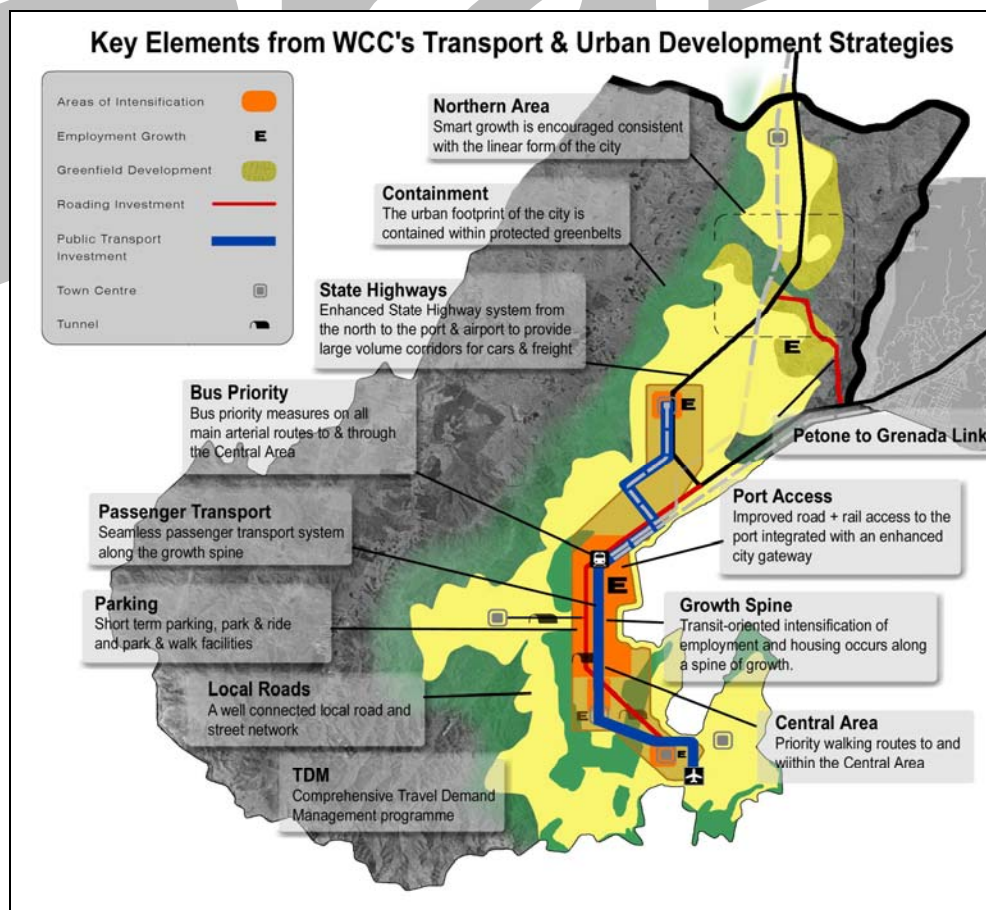 Key Elements from WCC's Transport & Urban Development Strategies
Areas of Intensification
Employment Growth
E
Greenfield Development
Roading Investment
Public Transport
Investment
Town Centre
Tunnel
Northern Area
Smart growth is encouraged consistent
with the linear form of the city
Containment
The urban footprint of the city is
contained within protected greenbelts
State Highways
Enhanced State Highway system from
the north to the port & airport to provide
large volume corridors for cars & freight
E
E
Bus Priority
Bus priority measures on all
main arterial routes to & through
the Central Area
Petone to Grenada Link
Passenger Transport
Seamless passenger transport system
along the growth spine
Port Access
Improved road + rail access to the
port integrated with an enhanced
city gateway
E
Parking
Short term parking, park & ride
and park & walk facilities
Growth Spine
Transit-oriented intensification of
employment and housing occurs along
a spine of growth.
Local Roads
A well connected local road and
street network
E
Central Area
Priority walking routes to and
wiithin the Central Area
E
TDM
Comprehensive Travel Demand
Management programme